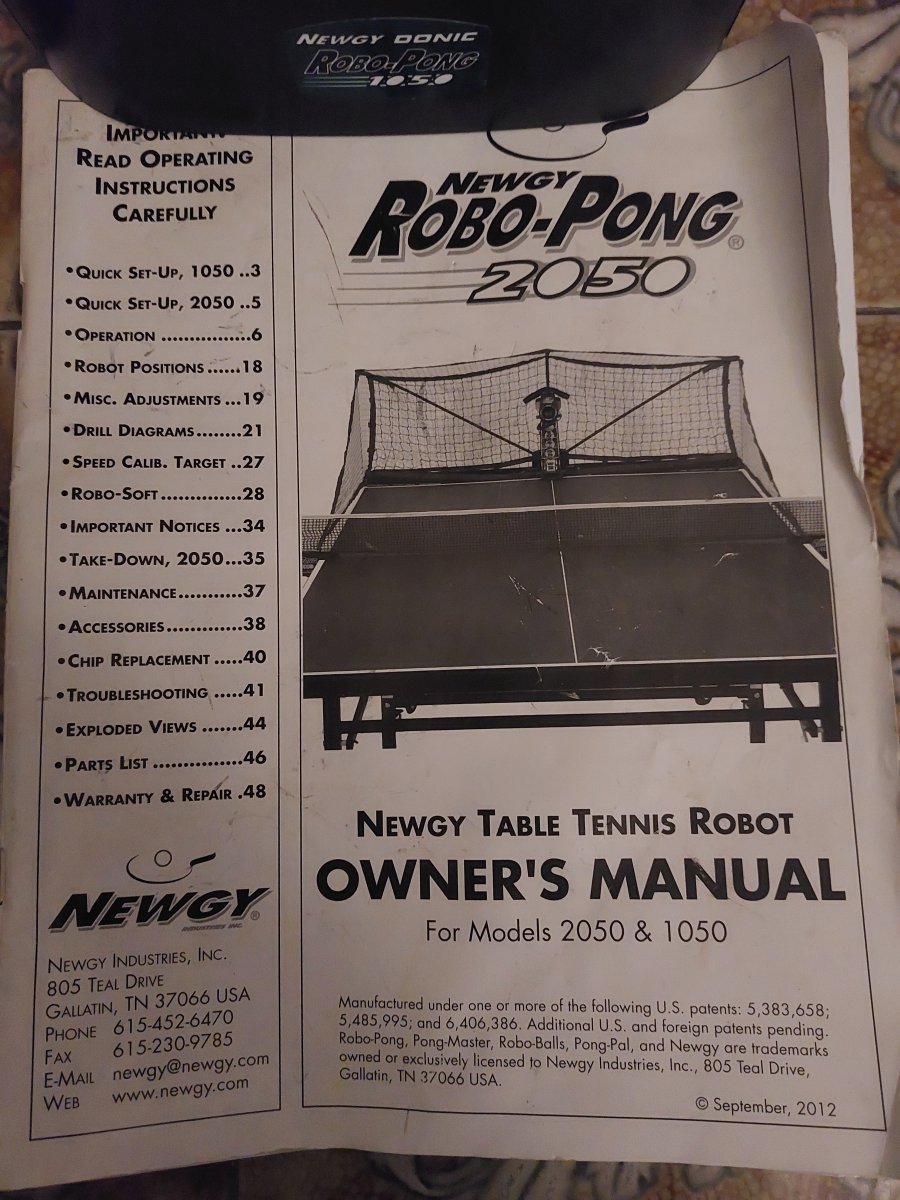 NEWGY DONIC
ROBO-PONG
1050
IMPORTANT!
READ OPERATING
INSTRUCTIONS
CAREFULLY
•QUICK SET-UP, 1050 ..3
•QUICK SET-UP, 2050 ..5
•OPERATION .................6
•ROBOT POSITIONS ......18
•MISC. ADJUSTMENTS ...19
•DRILL DIAGRAMS........21
•SPEED CALIB. TARGET ..27
•ROBO-SOFT ..............28
•IMPORTANT NOTICES ...34
•TAKE-DOWN, 2050...35
•MAINTENANCE...........37
•ACCESSORIES.............38
•CHIP REPLACEMENT .....40
•TROUBLESHOOTING .....41
•EXPLODED VIEWS .......44
•PARTS LIST ...............46
•WARRANTY & REPAIR .48
NEWGY®
INDUSTRIES INC.
NEWGY INDUSTRIES, INC.
805 TEAL DRIVE
GALLATIN, TN 37066 USA
PHONE 615-452-6470
FAX 615-230-9785
E-MAIL newgy@newgy.com
WEB www.newgy.com
NEWGY
ROBO-PONG®
2050
NEWGY TABLE TENNIS ROBOT
OWNER'S MANUAL
For Models 2050 & 1050
Manufactured under one or more of the following U.S. patents: 5,383,658;
5,485,995; and 6,406,386. Additional U.S. and foreign patents pending.
Robo-Pong, Pong-Master, Robo-Balls, Pong-Pal, and Newgy are trademarks
owned or exclusively licensed to Newgy Industries, Inc., 805 Teal Drive,
Gallatin, TN 37066 USA.
© September, 2012